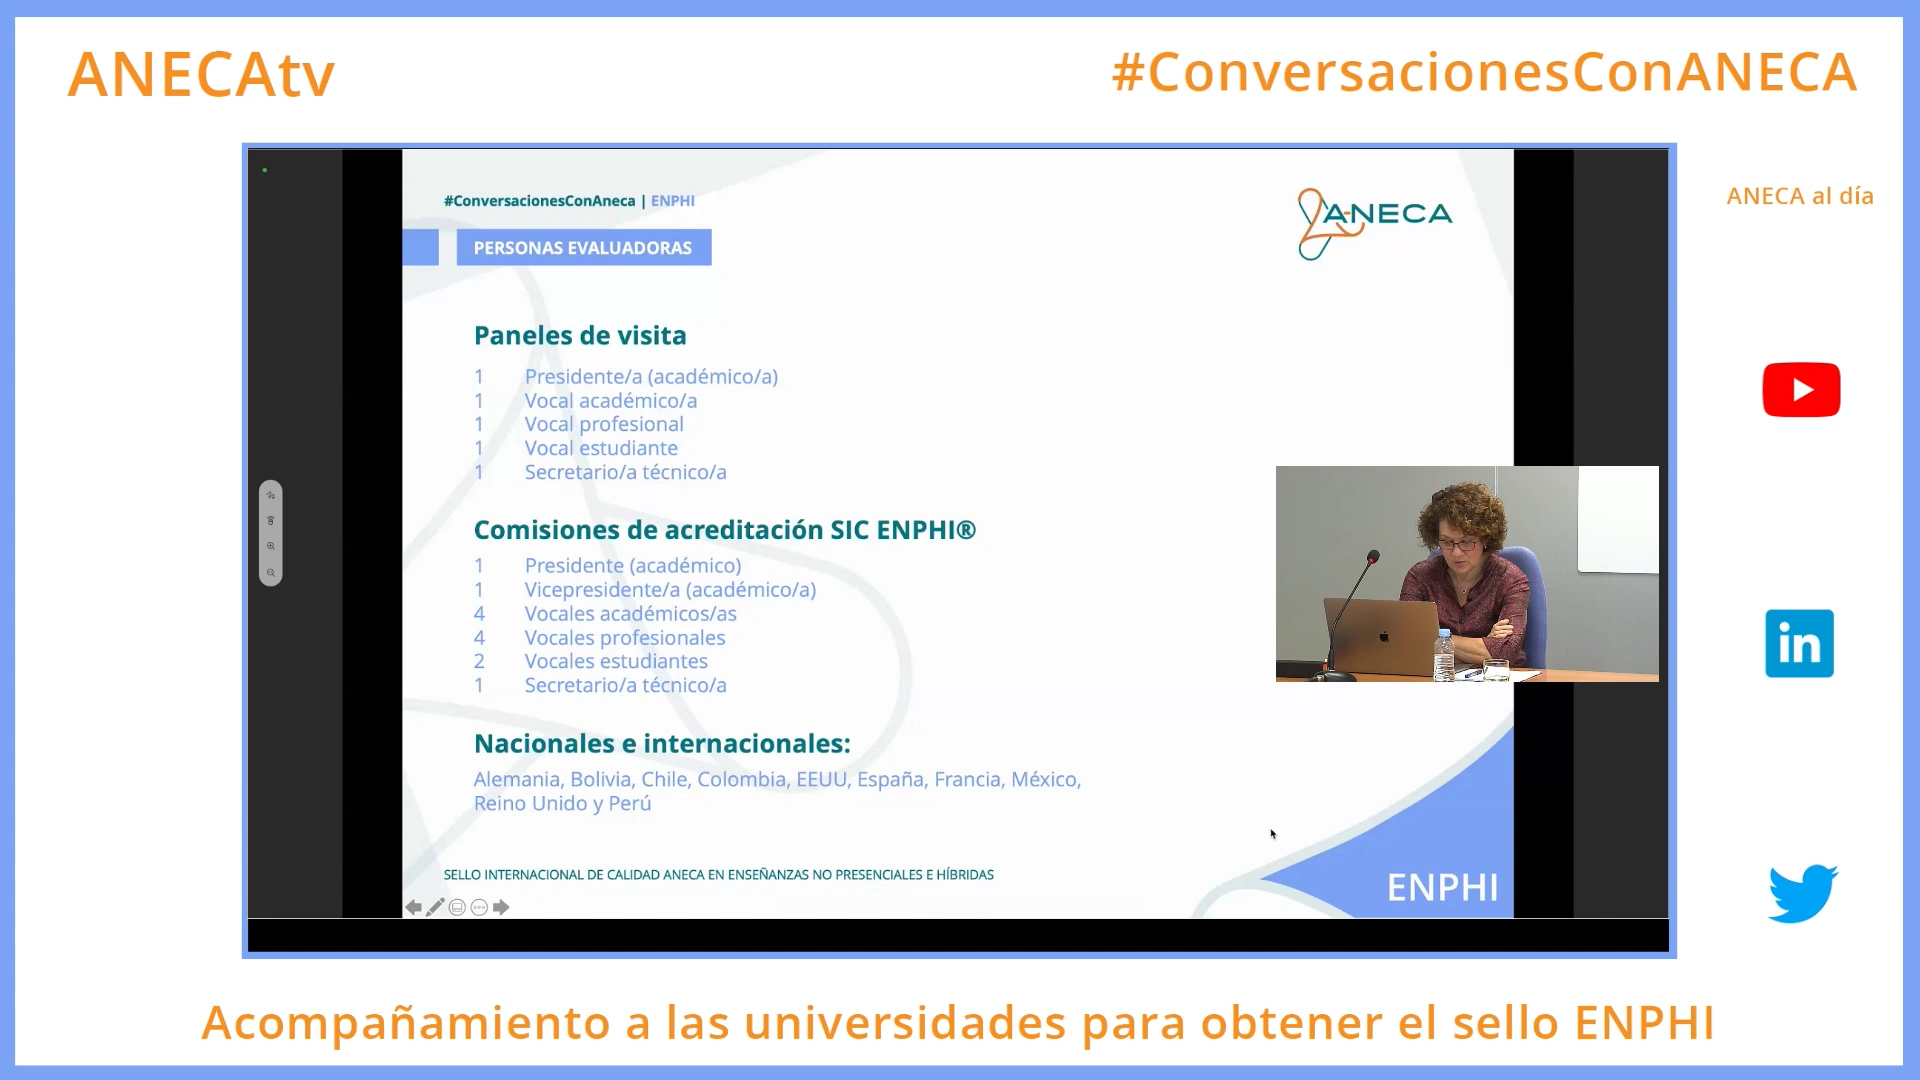 ANECAtv
#ConversacionesConANECA
ANECA al día
#ConversacionesConAneca | ENPHI
ANECA
PERSONAS EVALUADORAS
Paneles de visita
1 Presidente/a (académico/a)
1 Vocal académico/a
1 Vocal profesional
1 Vocal estudiante
1 Secretario/a técnico/a
Comisiones de acreditación SIC ENPHI®
1 Presidente (académico)
1 Vicepresidente/a (académico/a)
4 Vocales académicos/as
4 Vocales profesionales
2 Vocales estudiantes
1 Secretario/a técnico/a
Nacionales e internacionales:
Alemania, Bolivia, Chile, Colombia, EEUU, España, Francia, México,
Reino Unido y Perú
SELLO INTERNACIONAL DE CALIDAD ANECA EN ENSEÑANZAS NO PRESENCIALES E HÍBRIDAS
ENPHI
in
Acompañamiento a las universidades para obtener el sello ENPHI